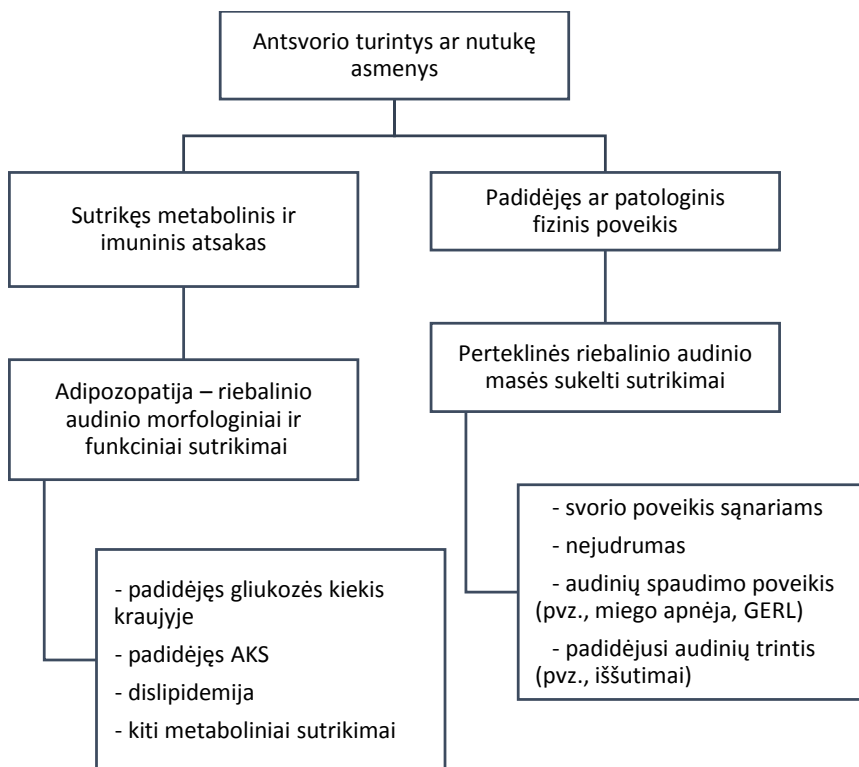 Antsvorio turintys ar nutukę
asmenys
Sutrikęs metabolinis ir
imuninis atsakas
Padidėjęs ar patologinis
fizinis poveikis
Adipozopatija – riebalinio
audinio morfologiniai ir
funkciniai sutrikimai
Perteklinės riebalinio audinio
masės sukelti sutrikimai
- padidėjęs gliukozės kiekis
kraujyje
- padidėjęs AKS
- dislipidemija
- kiti metaboliniai sutrikimai
- svorio poveikis sąnariams
- nejudrumas
- audinių spaudimo poveikis
(pvz., miego apnėja, GERL)
- padidėjusi audinių trintis
(pvz., iššutimai)